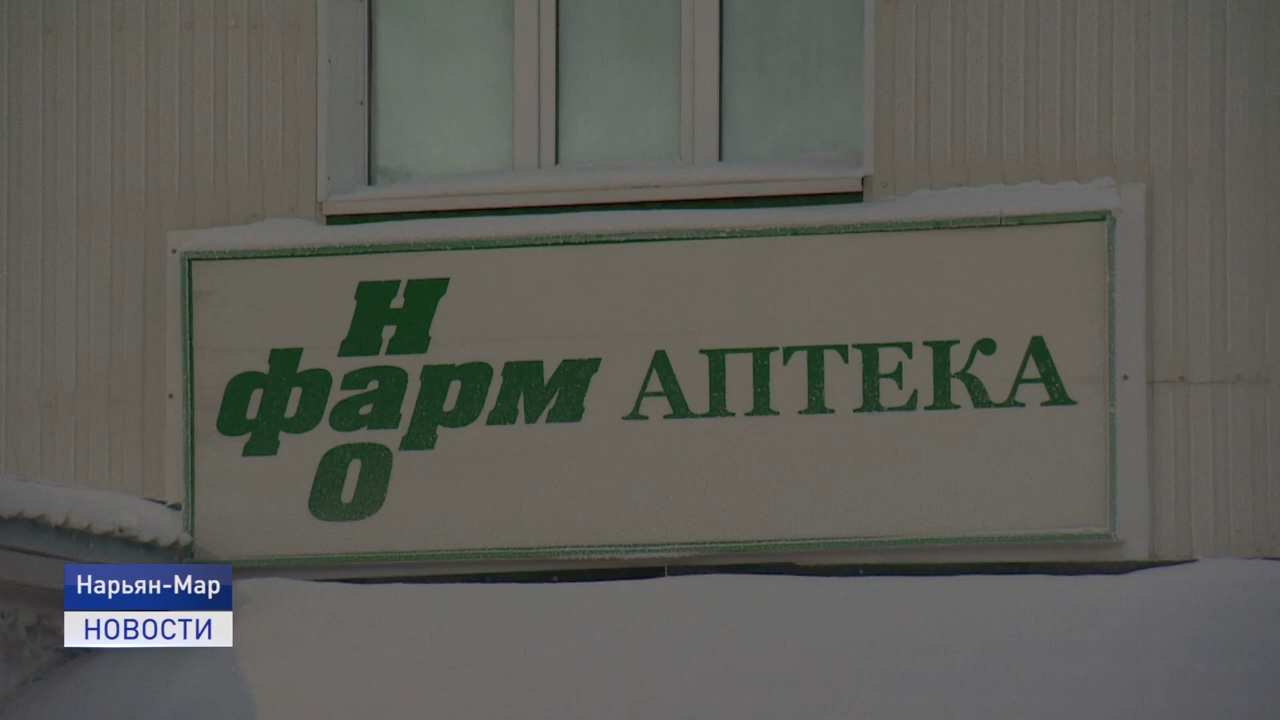 Н
фарм АПТЕКА
О
Нарьян-Мар
НОВОСТИ